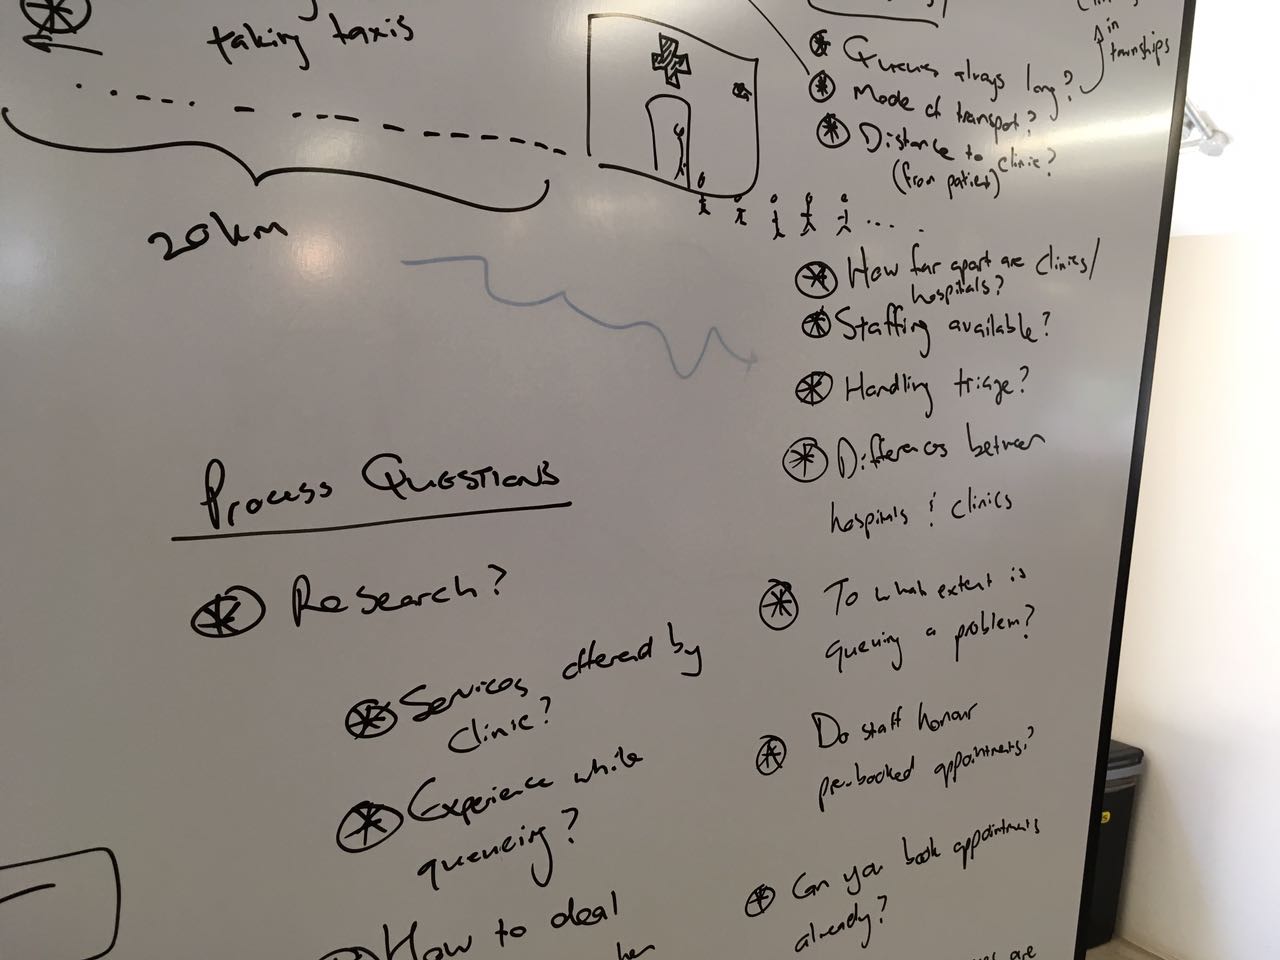 taking taxis
20km
Process Questions
Research?
Services offered by
Clinic?
Experience while
queueing?
How to deal
in
townships
Queues always long?
Mode of transport?
Distance to clinic?
(from patient)
How far apart are clinics/
hospitals?
Staffing available?
Handling triage?
Differences between
hospitals & clinics
To what extent is
queuing a problem?
Do staff honour
pre-booked appointments?
Can you book appointments
already?
are